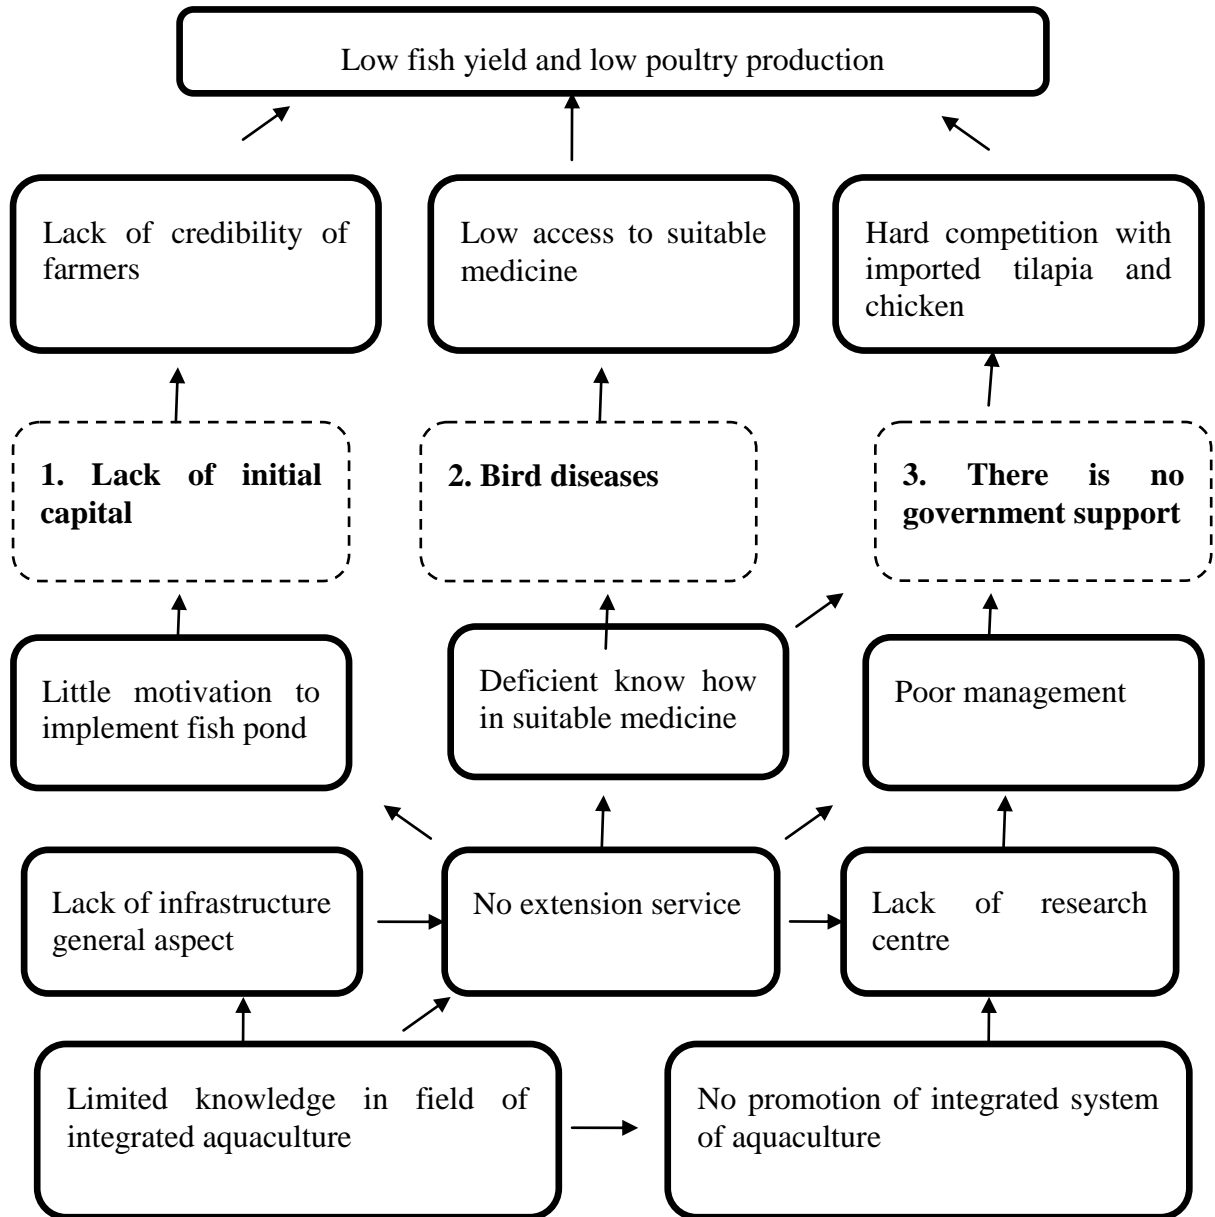 Low fish yield and low poultry production
Lack of credibility of
farmers
Low access to suitable
medicine
Hard competition with
imported tilapia and
chicken
1. Lack of initial
capital
2. Bird diseases
3. There is no
government support
Little motivation to
implement fish pond
Deficient know how
in suitable medicine
Poor management
Lack of infrastructure
general aspect
No extension service
Lack of research
centre
Limited knowledge in field of
integrated aquaculture
No promotion of integrated system
of aquaculture